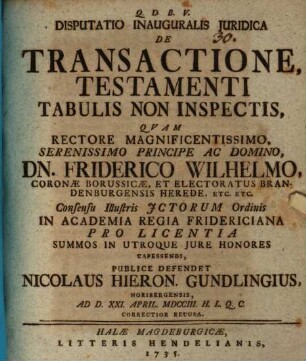 Q. D. B. V.
DISPUTATIO INAUGURALIS JURIDICA
DE
30.
TRANSACTIONE,
TESTAMENTI
TABULIS NON INSPECTIS,
QVAM
RECTORE MAGNIFICENTISSIMO,
SERENISSIMO PRINCIPE AC DOMINO,
DN. FRIDERICO WILHELMO,
CORONÆ BORUSSICÆ, ET ELECTORATUS BRAN-
DENBURGENSIS HEREDE, ETC. ETC.
Consensu Illustris JCTORUM Ordinis
IN ACADEMIA REGIA FRIDERICIANA
PRO LICENTIA
SUMMOS IN UTROQUE JURE HONORES
CAPESSENDI,
PUBLICE DEFENDET
NICOLAUS HIERON. GUNDLINGIUS,
NORIBERGENSIS,
AD D. XXI. APRIL. MDCCIII. H. L. Q. C.
CORRECTIOR RECUSA.
HALÆ MAGDEBURGICÆ,
LITTERIS HENDELIANIS,
1735.